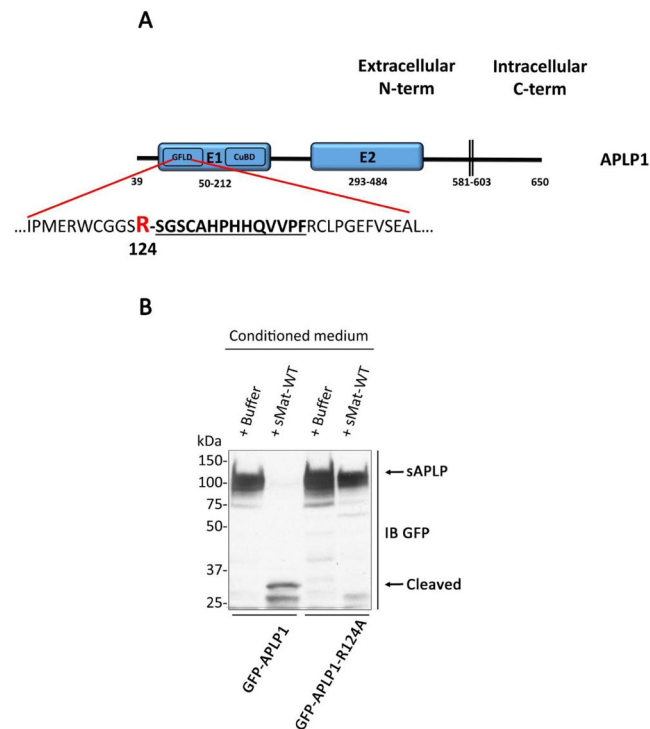 A
Extracellular Intracellular
N-term C-term
GFLD E1 CuBD E2 APLP1
39 50-212 293-484 581-603 650
...IPMERWCGGSR-SGSCAHPHHQVVPFRCLPGEFVSEAL...
124
B
Conditioned medium
+ Buffer + sMat-WT + Buffer + sMat-WT
kDa
150-
100-
75-
50-
37-
25-
sAPLP
IB GFP
Cleaved
GFP-APLP1 GFP-APLP1-R124A